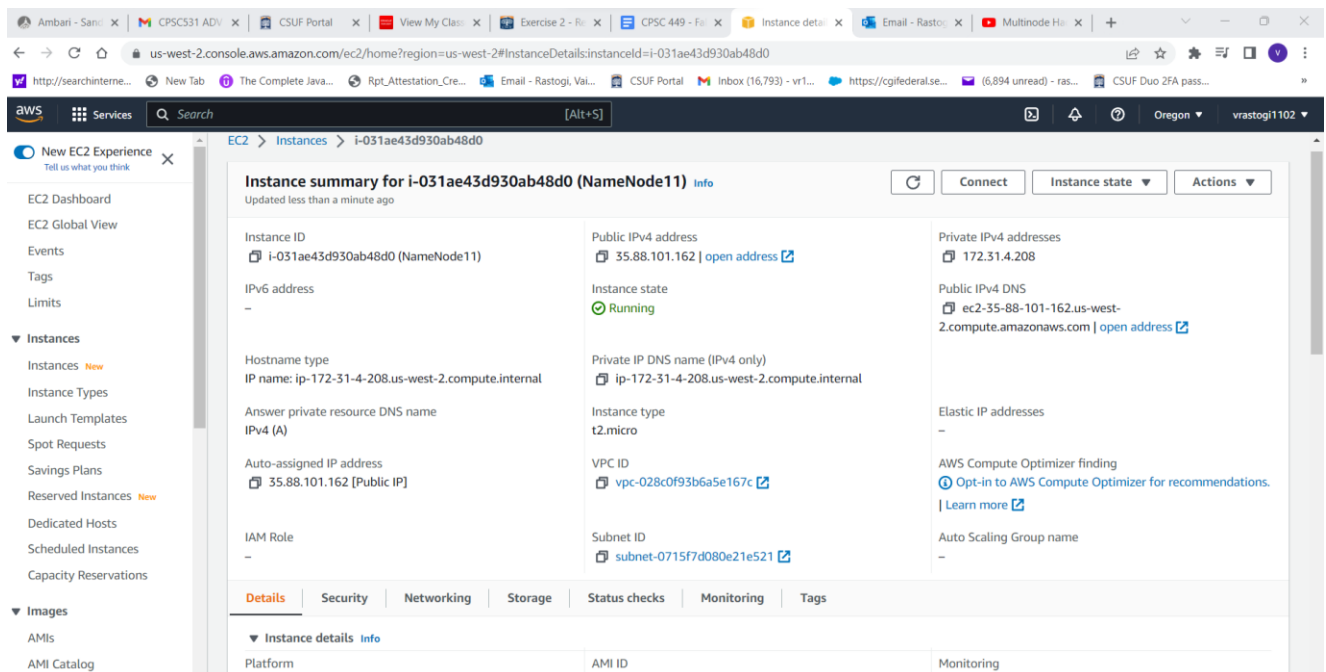 Ambari - Sand
CPSC531 ADV
CSUF Portal
View My Class
Exercise 2 - Re
CPSC 449 - Fal
Instance detai
Email - Rastog
Multinode Had
us-west-2.console.aws.amazon.com/ec2/home?region=us-west-2#InstanceDetails:instanceId=i-031ae43d930ab48d0
V
http://searchinterne...
New Tab
The Complete Java...
Rpt_Attestation_Cre...
Email - Rastogi, Vai...
CSUF Portal
Inbox (16,793) - vr1...
https://cgifederal.se...
(6,894 unread) - ras...
CSUF Duo 2FA pass...
»
aws
Services
Search
[Alt+S]
Oregon ▼
vrastogi1102 ▼
New EC2 Experience
Tell us what you think
EC2 Dashboard
EC2 Global View
Events
Tags
Limits
▼ Instances
Instances New
Instance Types
Launch Templates
Spot Requests
Savings Plans
Reserved Instances New
Dedicated Hosts
Scheduled Instances
Capacity Reservations
▼ Images
AMIs
AMI Catalog
EC2 > Instances > i-031ae43d930ab48d0
Instance summary for i-031ae43d930ab48d0 (NameNode11) Info
Updated less than a minute ago
Connect
Instance state ▼
Actions ▼
Instance ID
i-031ae43d930ab48d0 (NameNode11)
Public IPv4 address
35.88.101.162 | open address
Private IPv4 addresses
172.31.4.208
IPv6 address
–
Instance state
Running
Public IPv4 DNS
ec2-35-88-101-162.us-west-
2.compute.amazonaws.com | open address
Hostname type
IP name: ip-172-31-4-208.us-west-2.compute.internal
Private IP DNS name (IPv4 only)
ip-172-31-4-208.us-west-2.compute.internal
Answer private resource DNS name
IPv4 (A)
Instance type
t2.micro
Elastic IP addresses
–
Auto-assigned IP address
35.88.101.162 [Public IP]
VPC ID
vpc-028c0f93b6a5e167c
AWS Compute Optimizer finding
Opt-in to AWS Compute Optimizer for recommendations.
| Learn more
IAM Role
–
Subnet ID
subnet-0715f7d080e21e521
Auto Scaling Group name
–
Details
Security
Networking
Storage
Status checks
Monitoring
Tags
▼ Instance details Info
Platform
AMI ID
Monitoring